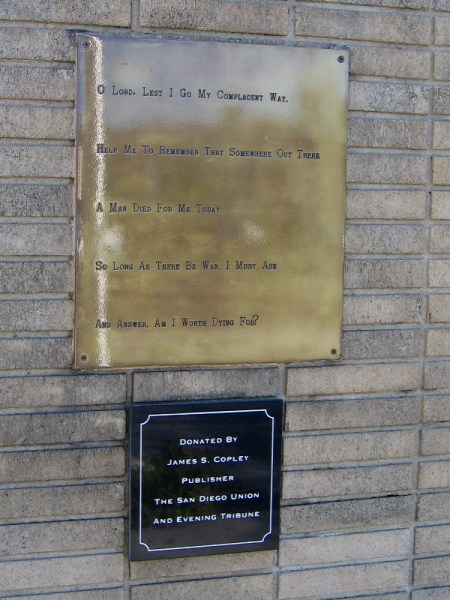 O Lord, Lest I Go My Complacent Way,
Help Me To Remember That Somewhere Out There
A Man Died For Me Today.
So Long As There Be War, I Must Ask
And Answer, Am I Worth Dying For?
Donated By
James S. Copley
Publisher
The San Diego Union
And Evening Tribune